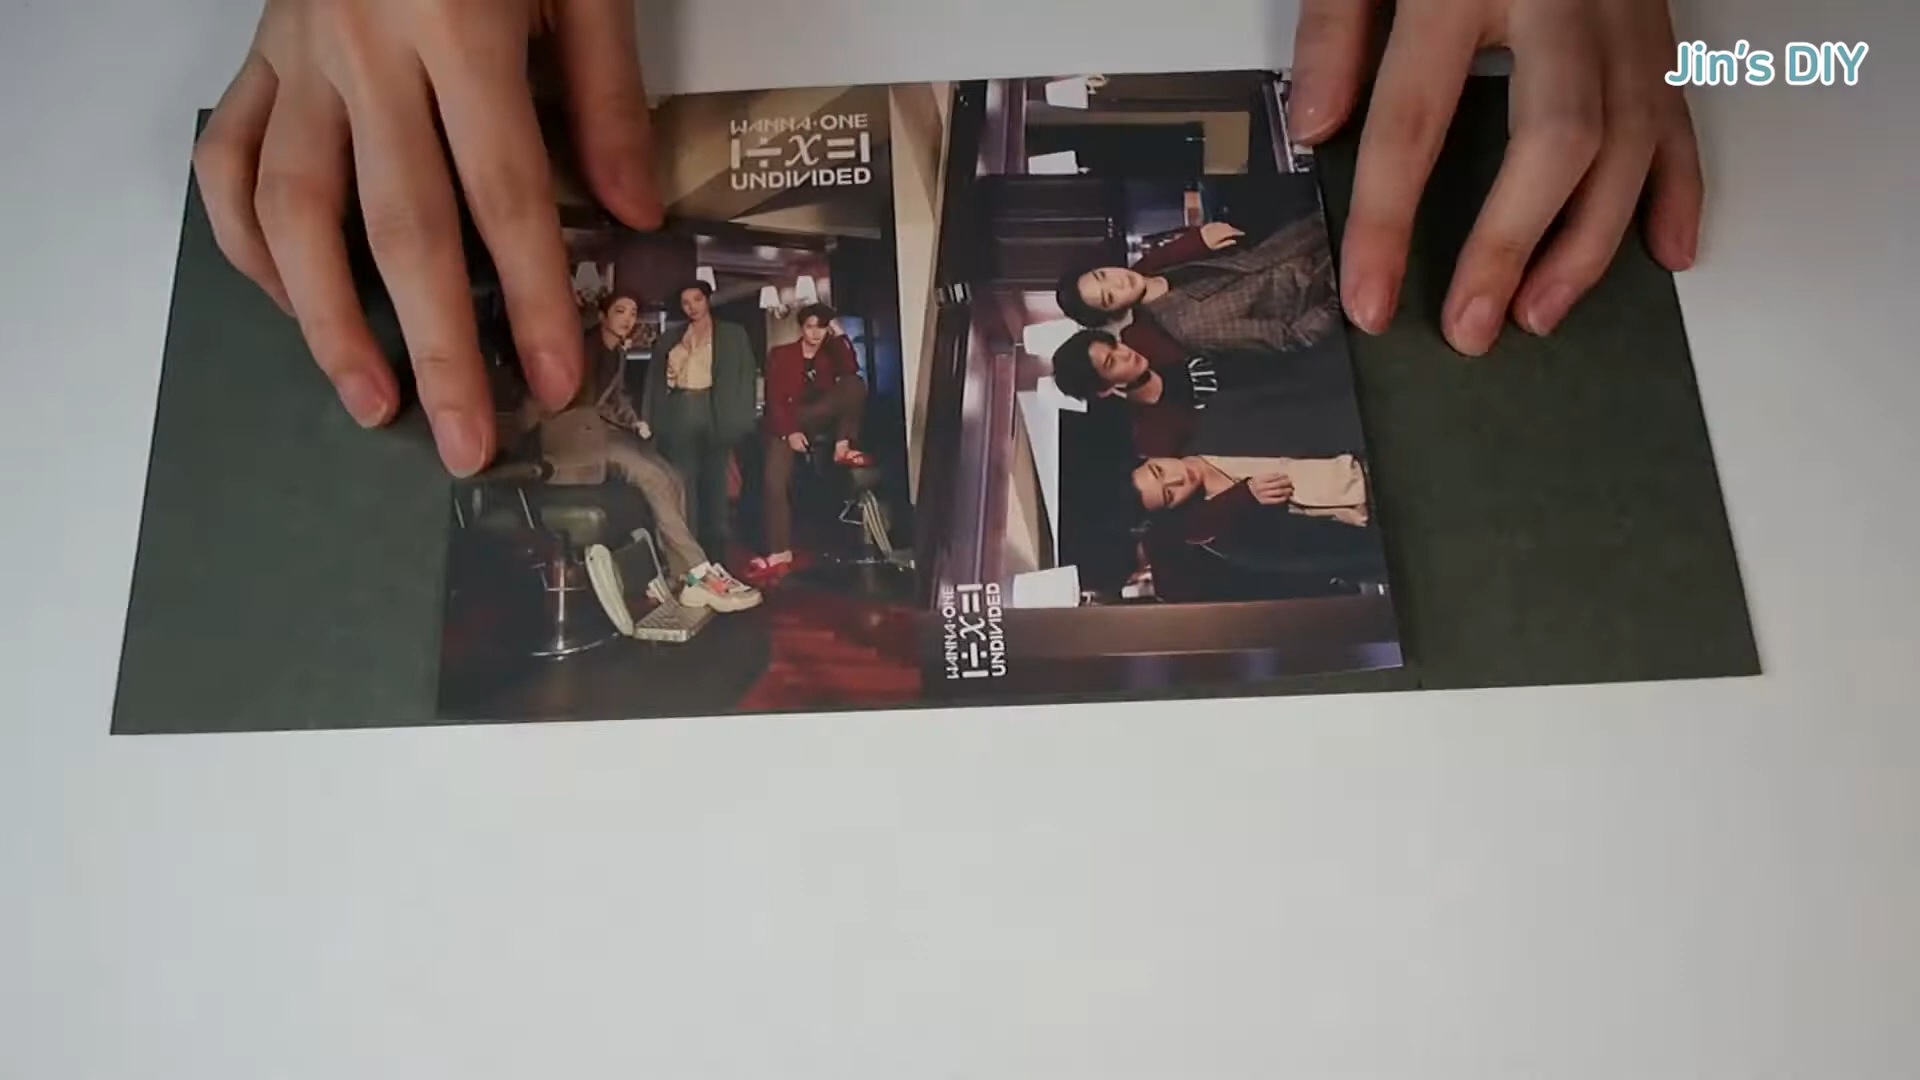 Jin's DIY
WANNA·ONE
1÷x=1
UNDIVIDED
WANNA·ONE
1÷x=1
UNDIVIDED